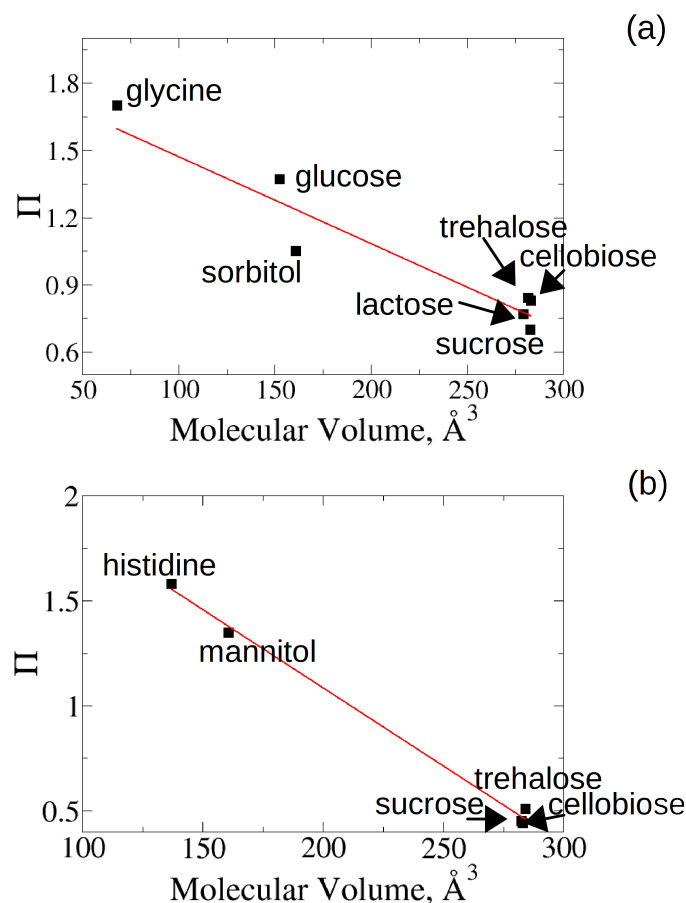 (a)
1.8
1.5
1.2
0.9
0.6
Π
glycine
glucose
sorbitol
trehalose
cellobiose
lactose
sucrose
50 100 150 200 250 300
Molecular Volume, Å³
(b)
2
1.5
1
0.5
Π
histidine
mannitol
trehalose
sucrose cellobiose
100 150 200 250 300
Molecular Volume, Å³